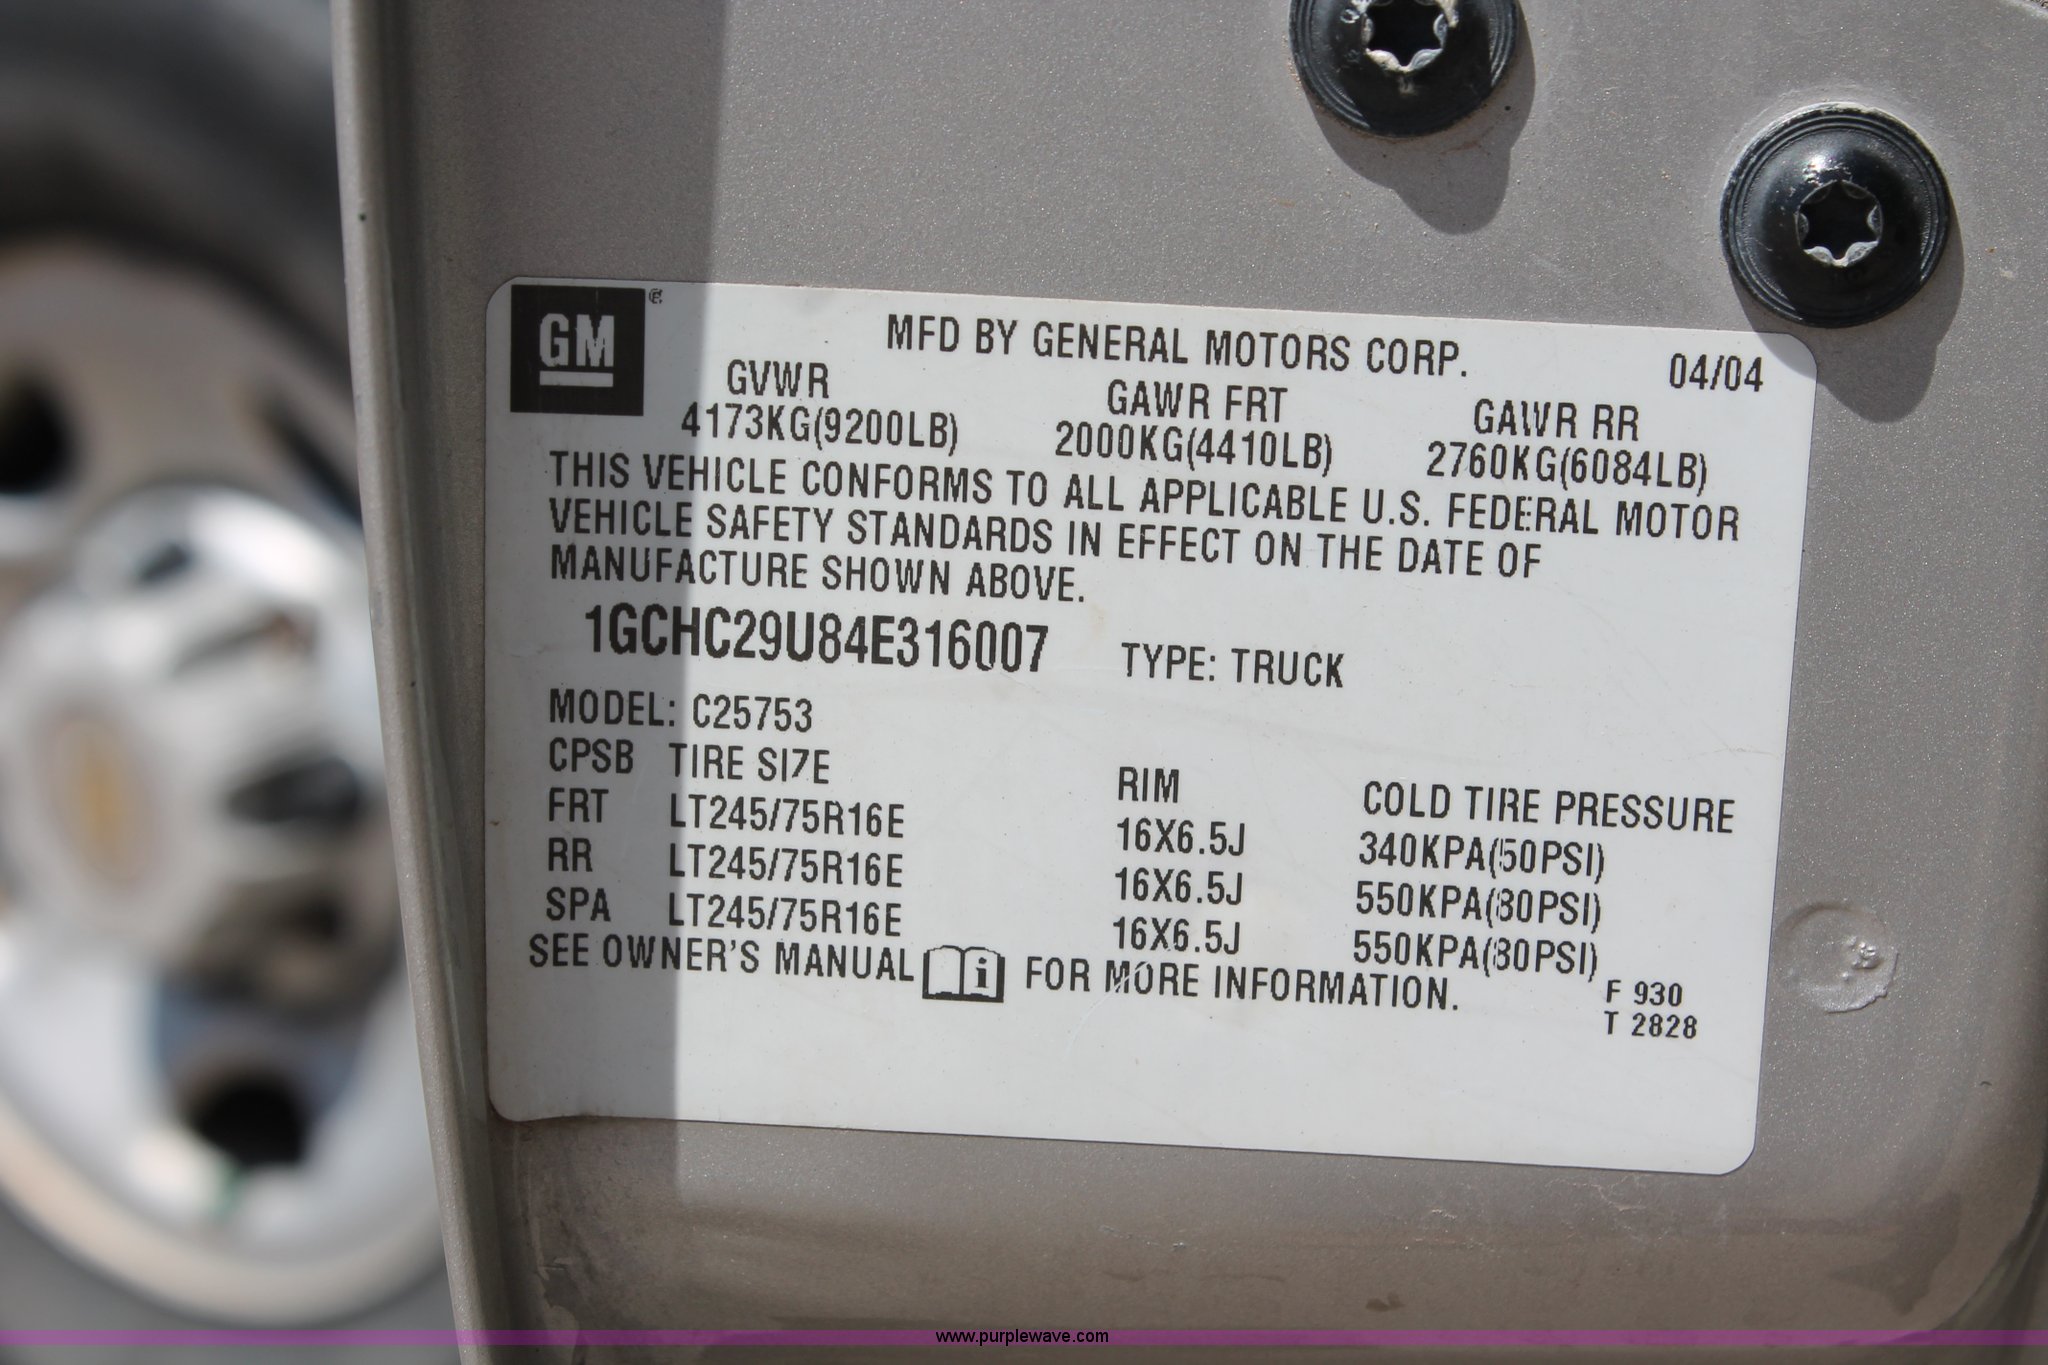 GM ®
MFD BY GENERAL MOTORS CORP. 04/04
GVWR GAWR FRT GAWR RR
4173KG(9200LB) 2000KG(4410LB) 2760KG(6084LB)
THIS VEHICLE CONFORMS TO ALL APPLICABLE U.S. FEDERAL MOTOR
VEHICLE SAFETY STANDARDS IN EFFECT ON THE DATE OF
MANUFACTURE SHOWN ABOVE.
1GCHC29U84E316007 TYPE: TRUCK
MODEL: C25753
CPSB TIRE SIZE RIM COLD TIRE PRESSURE
FRT LT245/75R16E 16X6.5J 340KPA(50PSI)
RR LT245/75R16E 16X6.5J 550KPA(80PSI)
SPA LT245/75R16E 16X6.5J 550KPA(80PSI)
SEE OWNER'S MANUAL i FOR MORE INFORMATION.
F 930
T 2828
www.purplewave.com